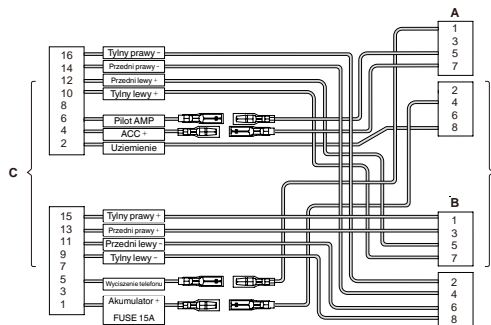 A
1
3
5
7
2
4
6
8
16 Tylny prawy -
14 Przedni prawy -
12 Przedni lewy +
10 Tylny lewy +
8
6 Pilot AMP
4 ACC +
2 Uziemienie
C
B
1
3
5
7
2
4
6
8
15 Tylny prawy +
13 Przedni prawy +
11 Przedni lewy -
9 Tylny lewy -
7
5 Wyciszenie telefonu
3
1 Akumulator +
FUSE 15A